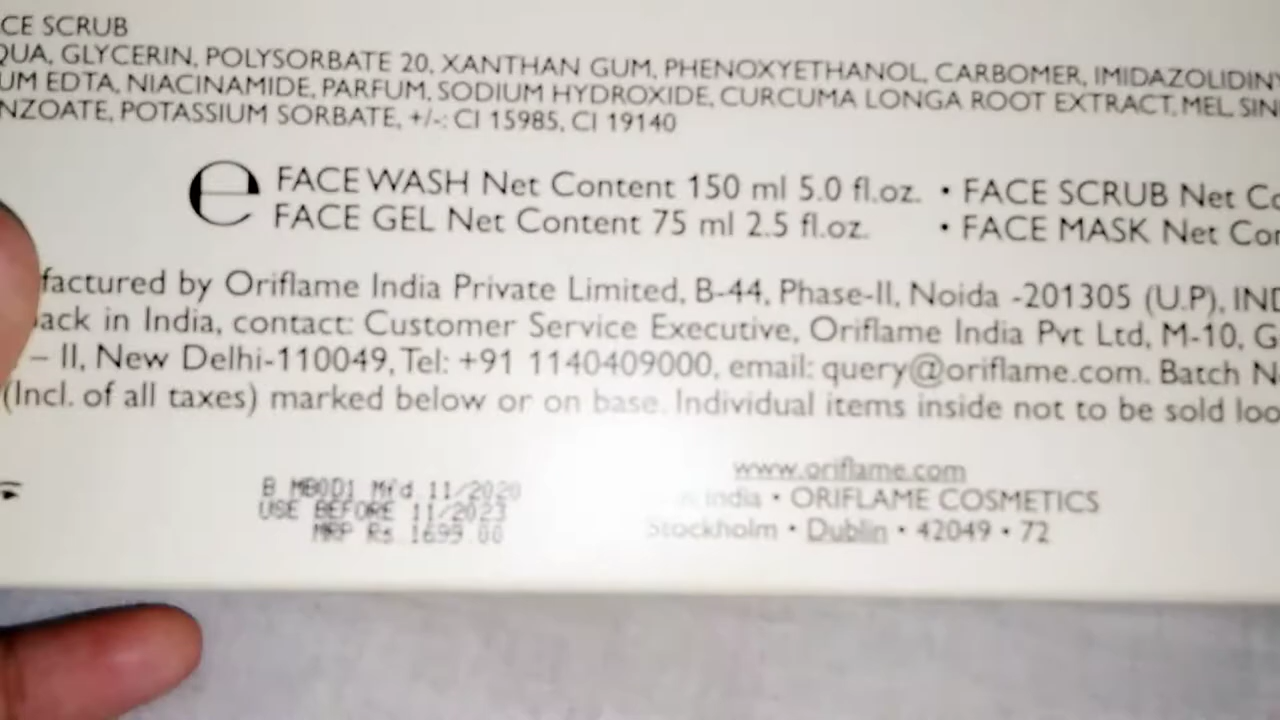 CE SCRUB
QUA, GLYCERIN, POLYSORBATE 20, XANTHAN GUM, PHENOXYETHANOL, CARBOMER, IMIDAZOLIDINY
UM EDTA, NIACINAMIDE, PARFUM, SODIUM HYDROXIDE, CURCUMA LONGA ROOT EXTRACT, MEL, SIN
NZOATE, POTASSIUM SORBATE, +/-: CI 15985, CI 19140
e FACE WASH Net Content 150 ml 5.0 fl.oz. • FACE SCRUB Net Co
FACE GEL Net Content 75 ml 2.5 fl.oz. • FACE MASK Net Con
factured by Oriflame India Private Limited, B-44, Phase-II, Noida -201305 (U.P), IND
ack in India, contact: Customer Service Executive, Oriflame India Pvt Ltd, M-10, G
– II, New Delhi-110049, Tel: +91 1140409000, email: query@oriflame.com. Batch N
(Incl. of all taxes) marked below or on base. Individual items inside not to be sold loo
www.oriflame.com
B MB001 Mfd 11/2020
USE BEFORE 11/2023
MRP Rs 1699.00
India • ORIFLAME COSMETICS
Stockholm • Dublin • 42049 • 72